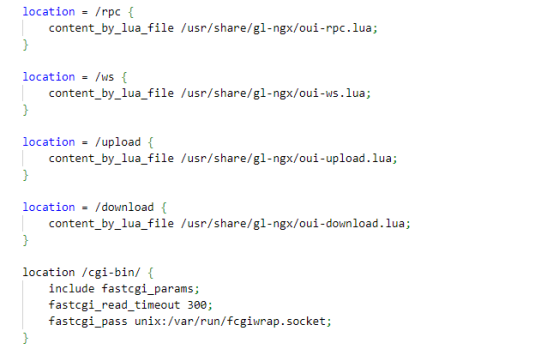 location = /rpc {
    content_by_lua_file /usr/share/gl-ngx/oui-rpc.lua;
}

location = /ws {
    content_by_lua_file /usr/share/gl-ngx/oui-ws.lua;
}

location = /upload {
    content_by_lua_file /usr/share/gl-ngx/oui-upload.lua;
}

location = /download {
    content_by_lua_file /usr/share/gl-ngx/oui-download.lua;
}

location /cgi-bin/ {
    include fastcgi_params;
    fastcgi_read_timeout 300;
    fastcgi_pass unix:/var/run/fcgiwrap.socket;
}